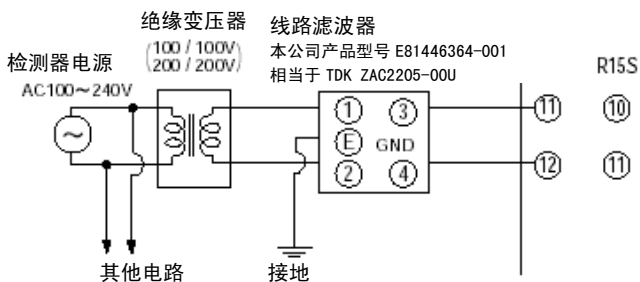 绝缘变压器
(100 / 100V)
(200 / 200V)
线路滤波器
本公司产品型号 E81446364-001
相当于 TDK ZAC2205-00U
检测器电源
AC100～240V
R15S
① ③ ⑪ ⑩
Ⓔ GND
② ④ ⑫ ⑪
其他电路
接地